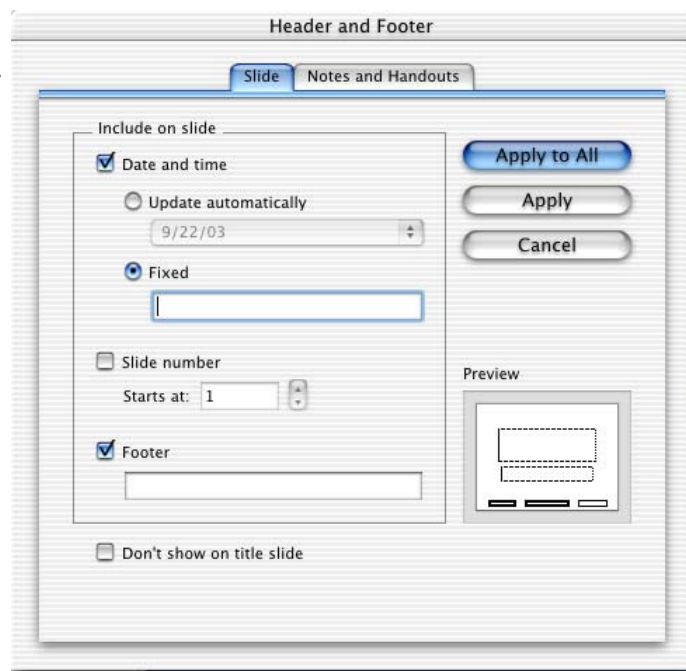 Header and Footer
Slide Notes and Handouts
Include on slide
Date and time
Update automatically
9/22/03
Fixed
Slide number
Starts at: 1
Footer
Don't show on title slide
Apply to All
Apply
Cancel
Preview